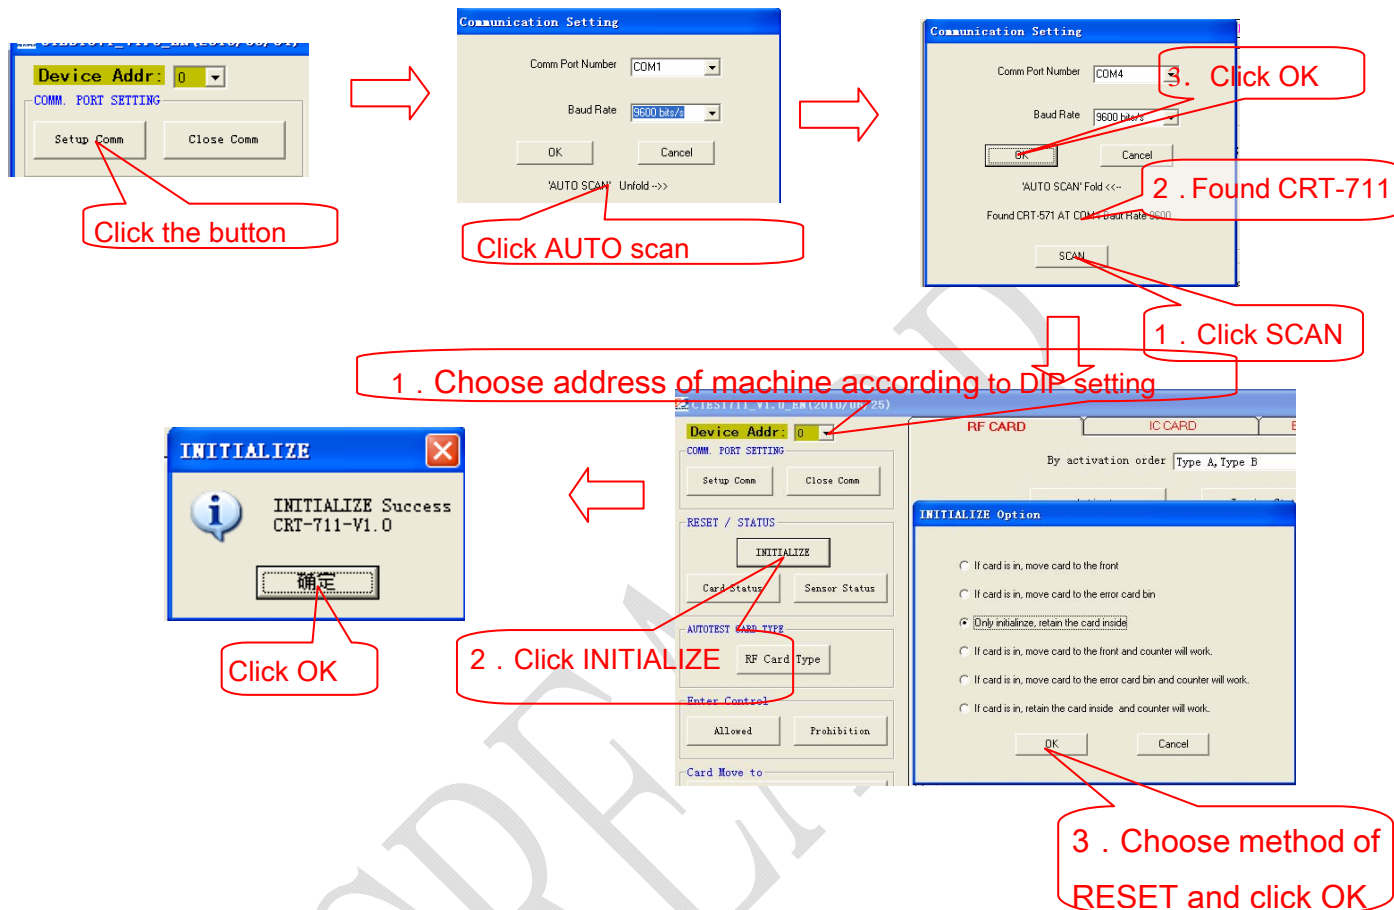 Device Addr: 0
COMM. PORT SETTING
Setup Comm
Close Comm
Click the button
Communication Setting
Comm Port Number
COM1
Baud Rate
9600 bits/s
OK
Cancel
'AUTO SCAN' Unfold -->>
Click AUTO scan
Communication Setting
Comm Port Number
COM4
3. Click OK
Baud Rate
9600 bits/s
OK
Cancel
'AUTO SCAN' Fold <<--
2．Found CRT-711
Found CRT-571 AT COM4 Baut Rate 9600
SCAN
1．Click SCAN
1．Choose address of machine according to DIP setting
CTEST711_V1.0_EN(2010/06/25)
Device Addr: 0
COMM. PORT SETTING
Setup Comm
Close Comm
RESET / STATUS
INITIALIZE
Card Status
Sensor Status
AUTOTEST CARD TYPE
RF Card Type
Enter Control
Allowed
Prohibition
Card Move to
RF CARD
IC CARD
By activation order
Type A,Type B
INITIALIZE Option
If card is in, move card to the front
If card is in, move card to the error card bin
Only initialinze, retain the card inside
If card is in, move card to the front and counter will work.
If card is in, move card to the error card bin and counter will work.
If card is in, retain the card inside and counter will work.
OK
Cancel
2．Click INITIALIZE
3．Choose method of
RESET and click OK
INITIALIZE
INITIALIZE Success
CRT-711-V1.0
确定
Click OK